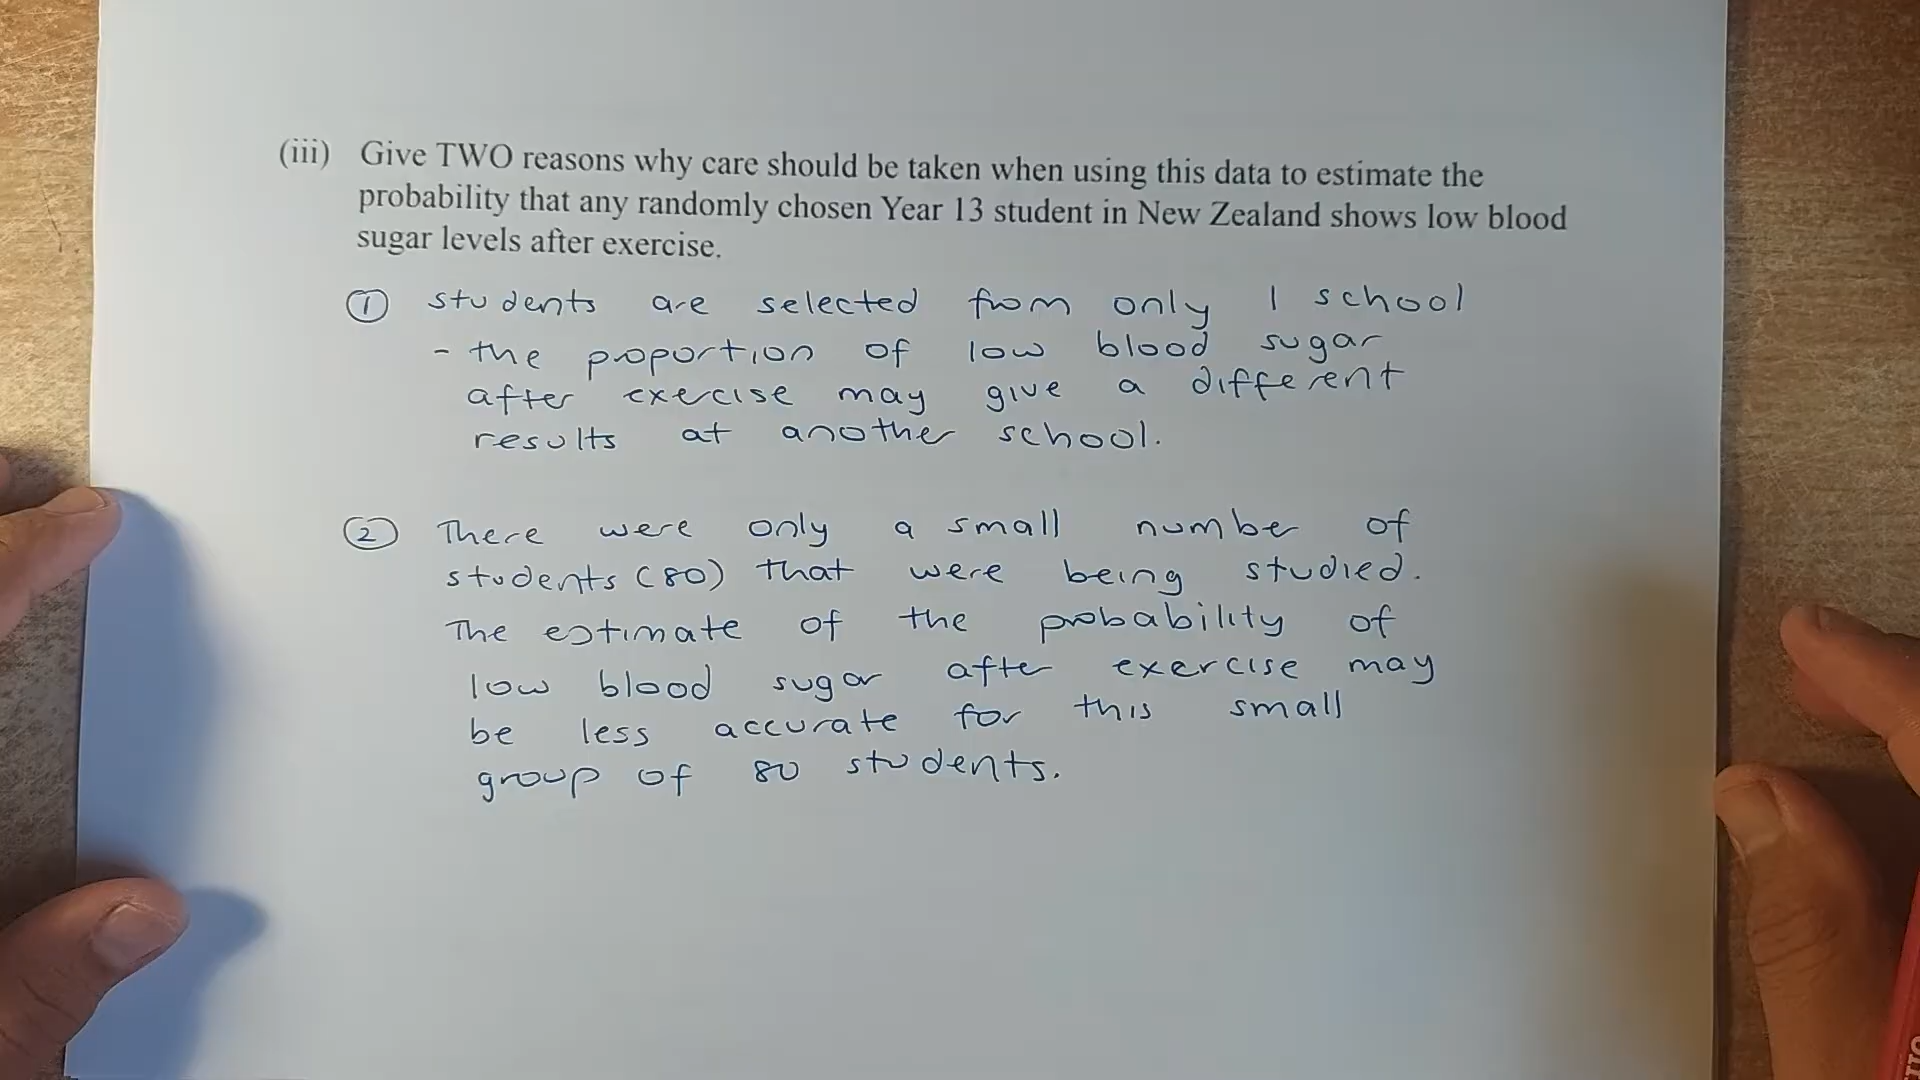 (iii) Give TWO reasons why care should be taken when using this data to estimate the
probability that any randomly chosen Year 13 student in New Zealand shows low blood
sugar levels after exercise.
① students are selected from only 1 school
- the proportion of low blood sugar
after exercise may give a different
results at another school.
② There were only a small number of
students (80) that were being studied.
The estimate of the probability of
low blood sugar after exercise may
be less accurate for this small
group of 80 students.